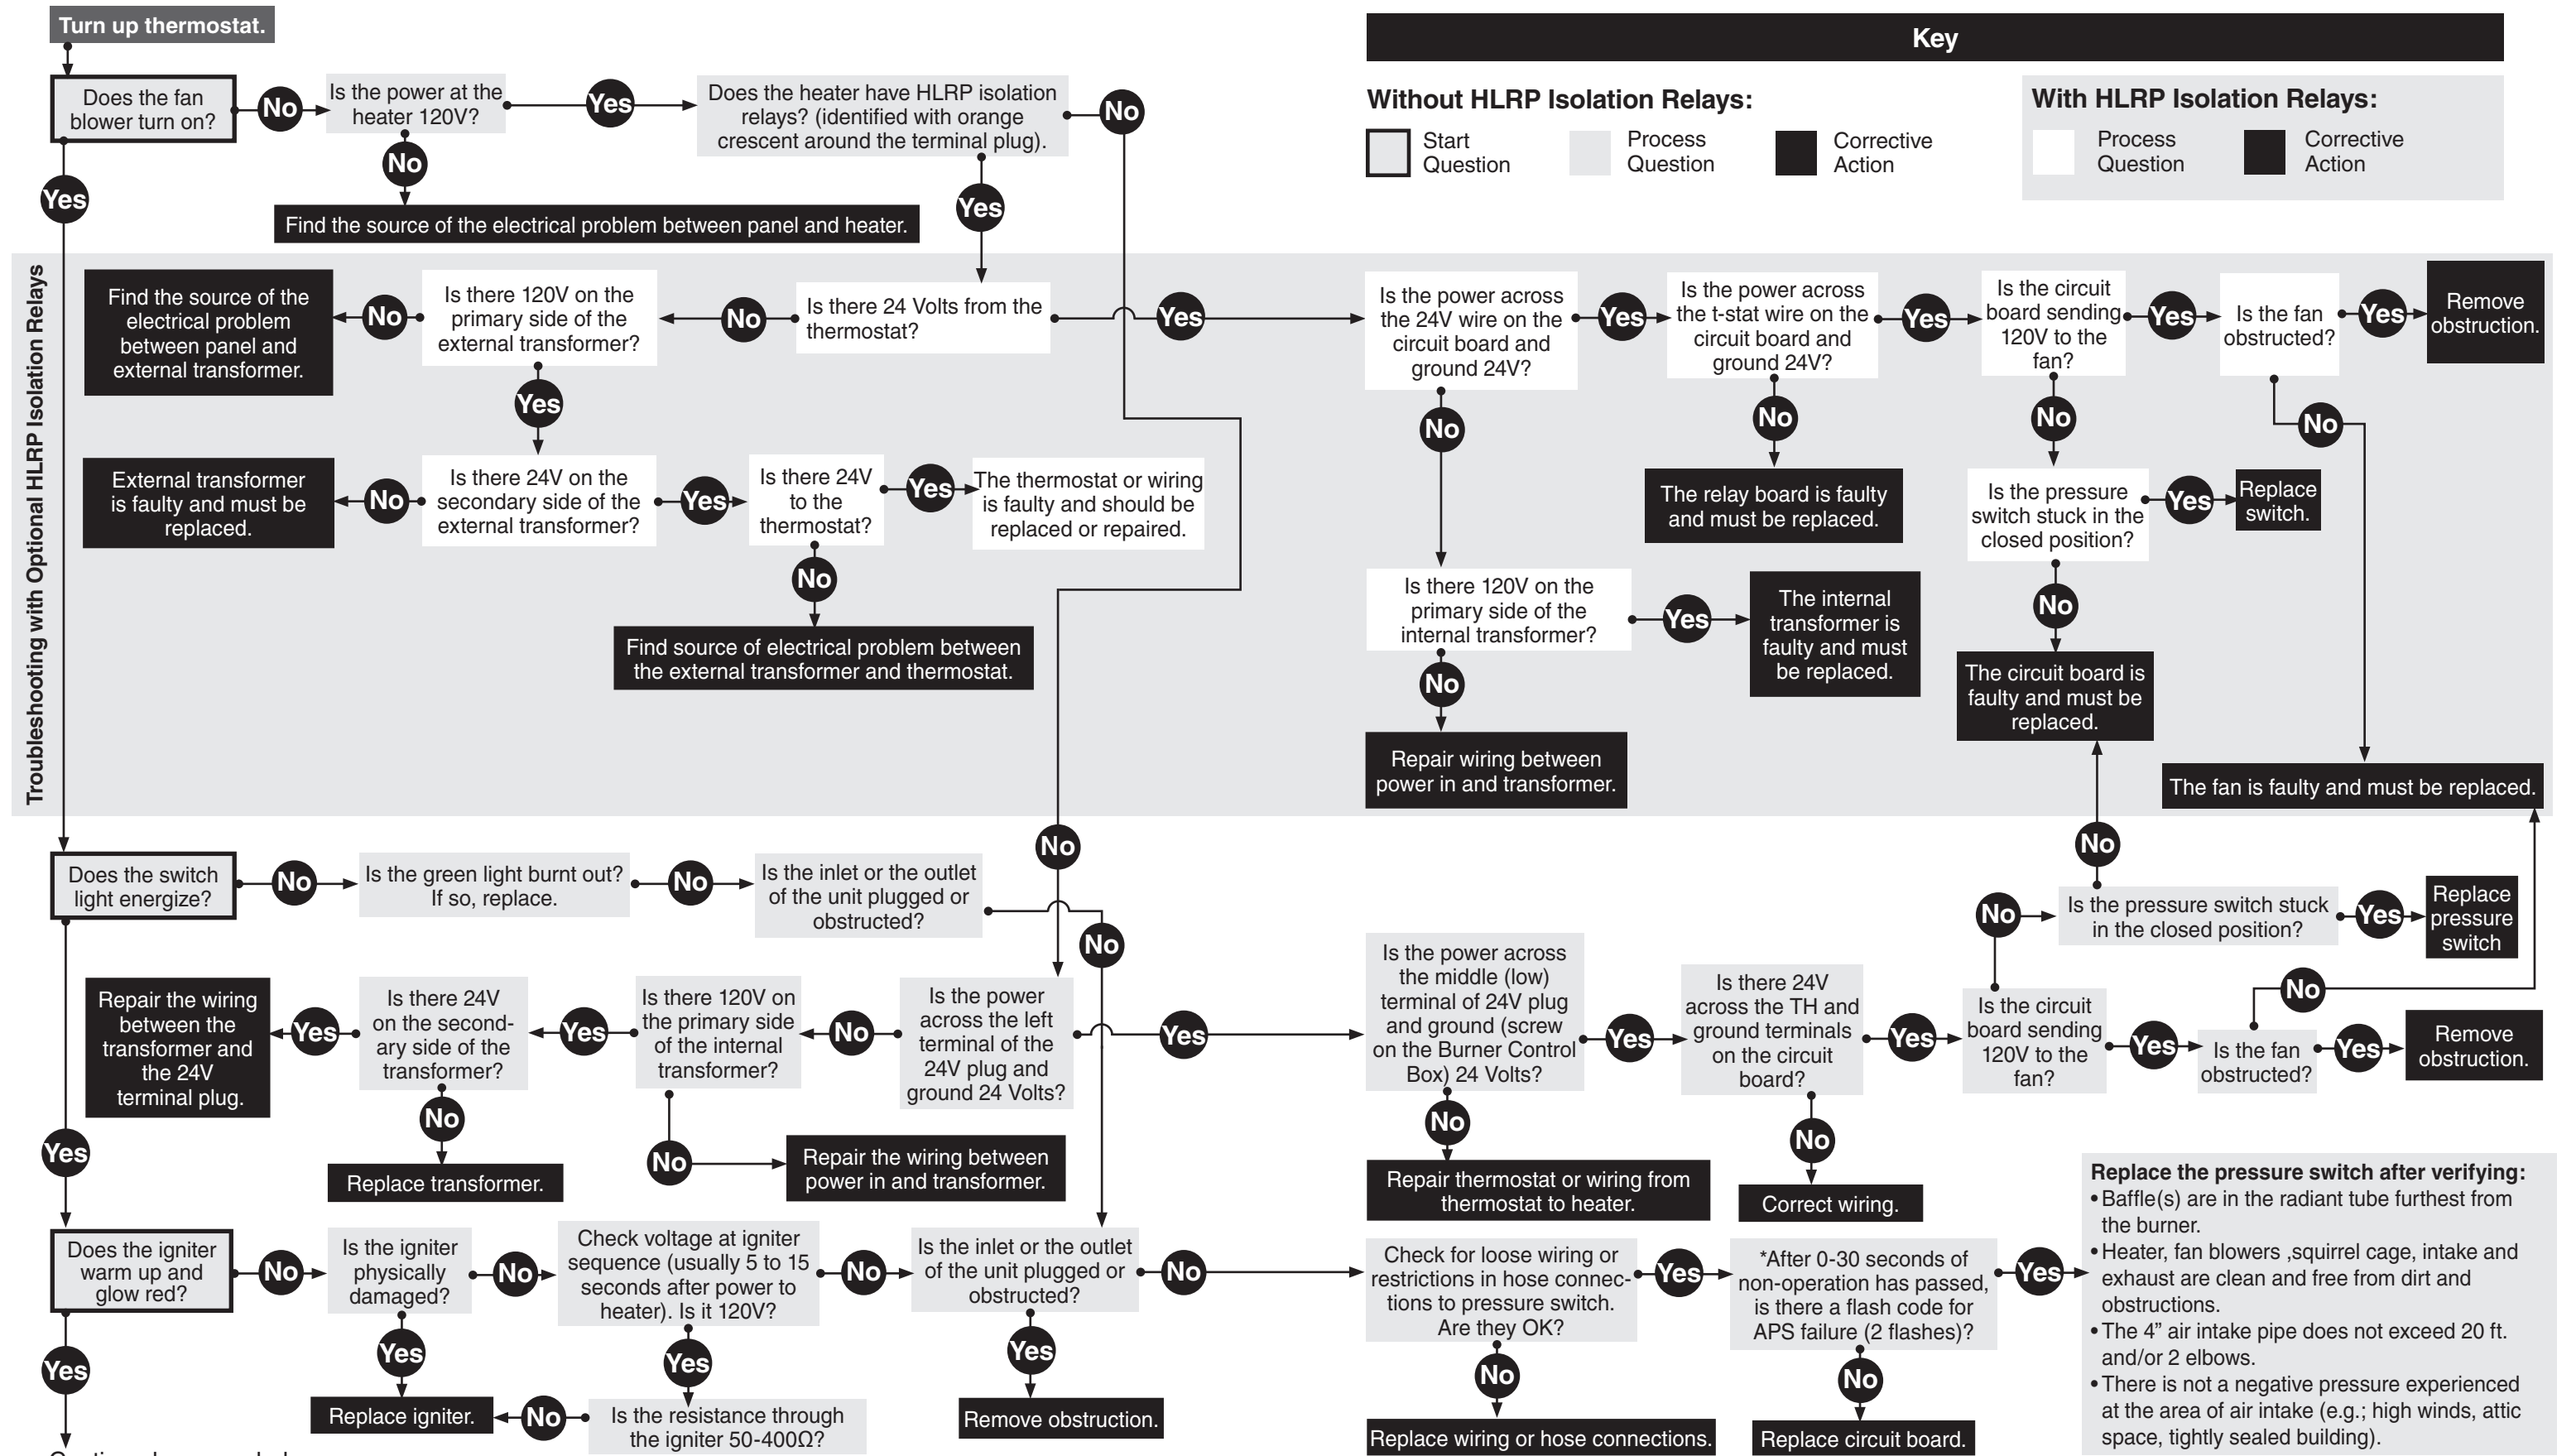 Turn up thermostat.
Key
Without HLRP Isolation Relays:
Start
Question
Process
Question
Corrective
Action
With HLRP Isolation Relays:
Process
Question
Corrective
Action
Does the fan
blower turn on?
No
Is the power at the
heater 120V?
Yes
Does the heater have HLRP isolation
relays? (identified with orange
crescent around the terminal plug).
No
No
Yes
Yes
Find the source of the electrical problem between panel and heater.
Troubleshooting with Optional HLRP Isolation Relays
Find the source of the
electrical problem
between panel and
external transformer.
No
Is there 120V on the
primary side of the
external transformer?
No
Is there 24 Volts from the
thermostat?
Yes
Is the power across
the 24V wire on the
circuit board and
ground 24V?
Yes
Is the power across
the t-stat wire on the
circuit board and
ground 24V?
Yes
Is the circuit
board sending
120V to the
fan?
Yes
Is the fan
obstructed?
Yes
Remove
obstruction.
Yes
No
No
No
No
External transformer
is faulty and must be
replaced.
No
Is there 24V on the
secondary side of the
external transformer?
Yes
Is there 24V
to the
thermostat?
Yes
The thermostat or wiring
is faulty and should be
replaced or repaired.
The relay board is faulty
and must be replaced.
Is the pressure
switch stuck in the
closed position?
Yes
Replace
switch.
No
Find source of electrical problem between
the external transformer and thermostat.
Is there 120V on the
primary side of the
internal transformer?
Yes
The internal
transformer is
faulty and must
be replaced.
No
The circuit board is
faulty and must be
replaced.
No
Repair wiring between
power in and transformer.
The fan is faulty and must be replaced.
No
No
Does the switch
light energize?
No
Is the green light burnt out?
If so, replace.
No
Is the inlet or the outlet
of the unit plugged or
obstructed?
No
No
Is the pressure switch stuck
in the closed position?
Yes
Replace
pressure
switch
Repair the wiring
between the
transformer and
the 24V
terminal plug.
Yes
Is there 24V
on the second-
ary side of the
transformer?
Yes
Is there 120V on
the primary side
of the internal
transformer?
No
Is the power
across the left
terminal of the
24V plug and
ground 24 Volts?
Yes
Is the power across
the middle (low)
terminal of 24V plug
and ground (screw
on the Burner Control
Box) 24 Volts?
Yes
Is there 24V
across the TH and
ground terminals
on the circuit
board?
Yes
Is the circuit
board sending
120V to the
fan?
Yes
No
Is the fan
obstructed?
Yes
Remove
obstruction.
Yes
No
Replace transformer.
No
Repair the wiring between
power in and transformer.
No
Repair thermostat or wiring from
thermostat to heater.
No
Correct wiring.
Does the igniter
warm up and
glow red?
No
Is the igniter
physically
damaged?
No
Check voltage at igniter
sequence (usually 5 to 15
seconds after power to
heater). Is it 120V?
No
Is the inlet or the outlet
of the unit plugged or
obstructed?
No
Check for loose wiring or
restrictions in hose connec-
tions to pressure switch.
Are they OK?
Yes
*After 0-30 seconds of
non-operation has passed,
is there a flash code for
APS failure (2 flashes)?
Yes
Replace the pressure switch after verifying:
• Baffle(s) are in the radiant tube furthest from
the burner.
• Heater, fan blowers ,squirrel cage, intake and
exhaust are clean and free from dirt and
obstructions.
• The 4” air intake pipe does not exceed 20 ft.
and/or 2 elbows.
• There is not a negative pressure experienced
at the area of air intake (e.g.; high winds, attic
space, tightly sealed building).
Yes
Yes
Yes
Yes
No
No
Replace igniter.
No
Is the resistance through
the igniter 50-400Ω?
Remove obstruction.
Replace wiring or hose connections.
Replace circuit board.